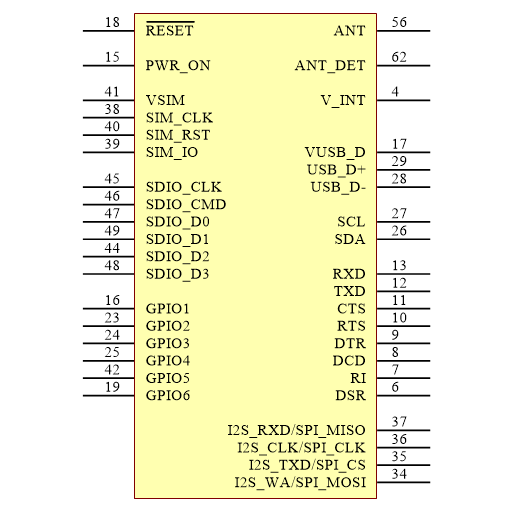 18 RESET ANT 56
15 PWR_ON ANT_DET 62
41 VSIM V_INT 4
38 SIM_CLK
40 SIM_RST
39 SIM_IO VUSB_D 17
USB_D+ 29
45 SDIO_CLK USB_D- 28
46 SDIO_CMD
47 SDIO_D0 SCL 27
49 SDIO_D1 SDA 26
44 SDIO_D2
48 SDIO_D3 RXD 13
TXD 12
16 GPIO1 CTS 11
23 GPIO2 RTS 10
24 GPIO3 DTR 9
25 GPIO4 DCD 8
42 GPIO5 RI 7
19 GPIO6 DSR 6
I2S_RXD/SPI_MISO 37
I2S_CLK/SPI_CLK 36
I2S_TXD/SPI_CS 35
I2S_WA/SPI_MOSI 34